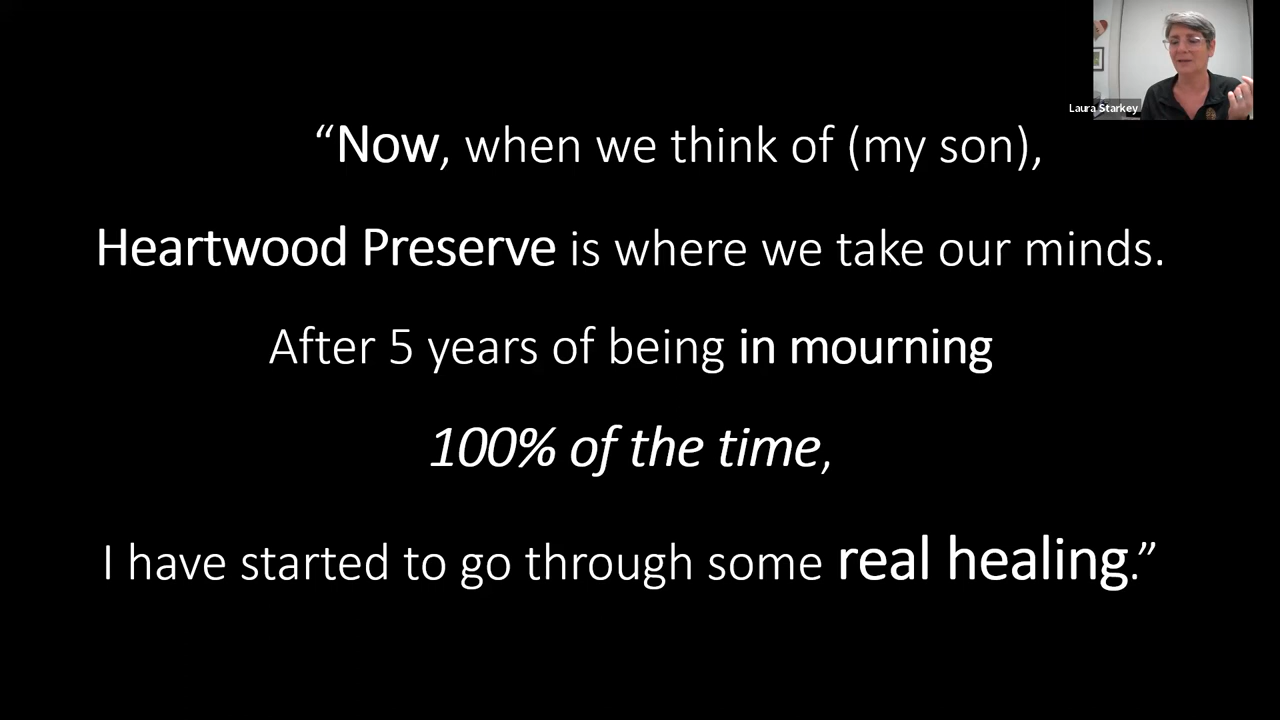 Laura Starkey
“Now, when we think of (my son),
Heartwood Preserve is where we take our minds.
After 5 years of being in mourning
100% of the time,
I have started to go through some real healing.”